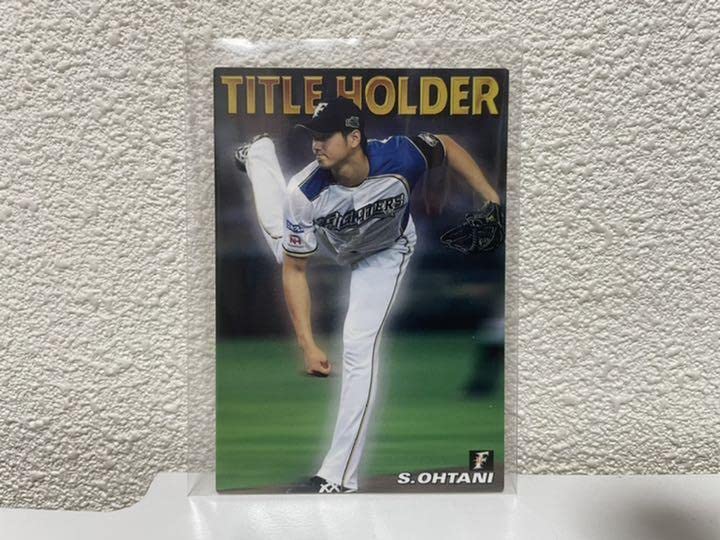 TITLE HOLDER
F
FIGHTERS
F
S.OHTANI